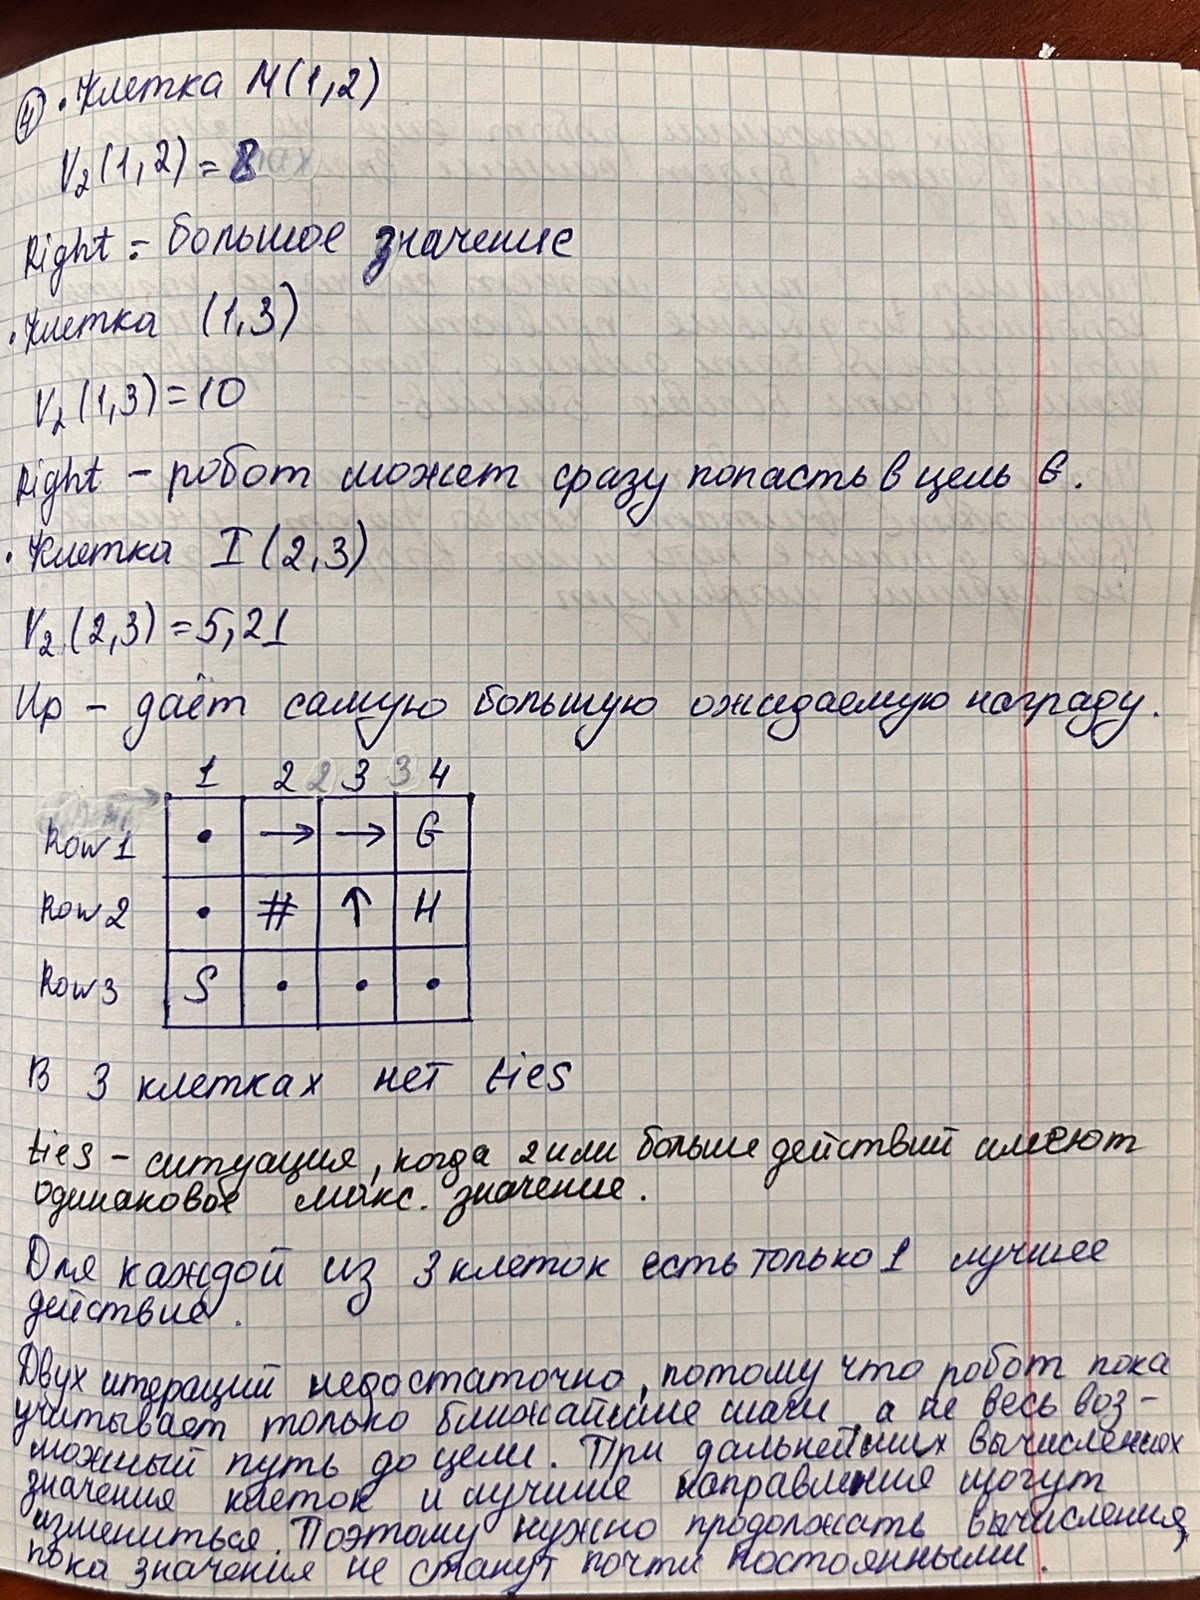 ④ • Клетка M(1,2)
V₂(1,2) = 8
Right = большое значение
• Клетка (1,3)
V₂(1,3) = 10
Right – робот может сразу попасть в цель G.
• Клетка I(2,3)
V₂(2,3) = 5,21
Up – даёт самую большую ожидаемую награду.
1 2 3 4
Row 1 • → → G
Row 2 • # ↑ H
Row 3 S • • •
В 3 клетках нет ties
ties – ситуация, когда 2 или больше действий имеют
одинаковое макс. значение.
Для каждой из 3 клеток есть только 1 лучшее
действие.
Двух итераций недостаточно, потому что робот пока
учитывает только ближайшие шаги, а не весь воз-
можный путь до цели. При дальнейших вычислениях
значения клеток и лучшие направления могут
измениться. Поэтому нужно продолжать вычисления,
пока значения не станут почти постоянными.